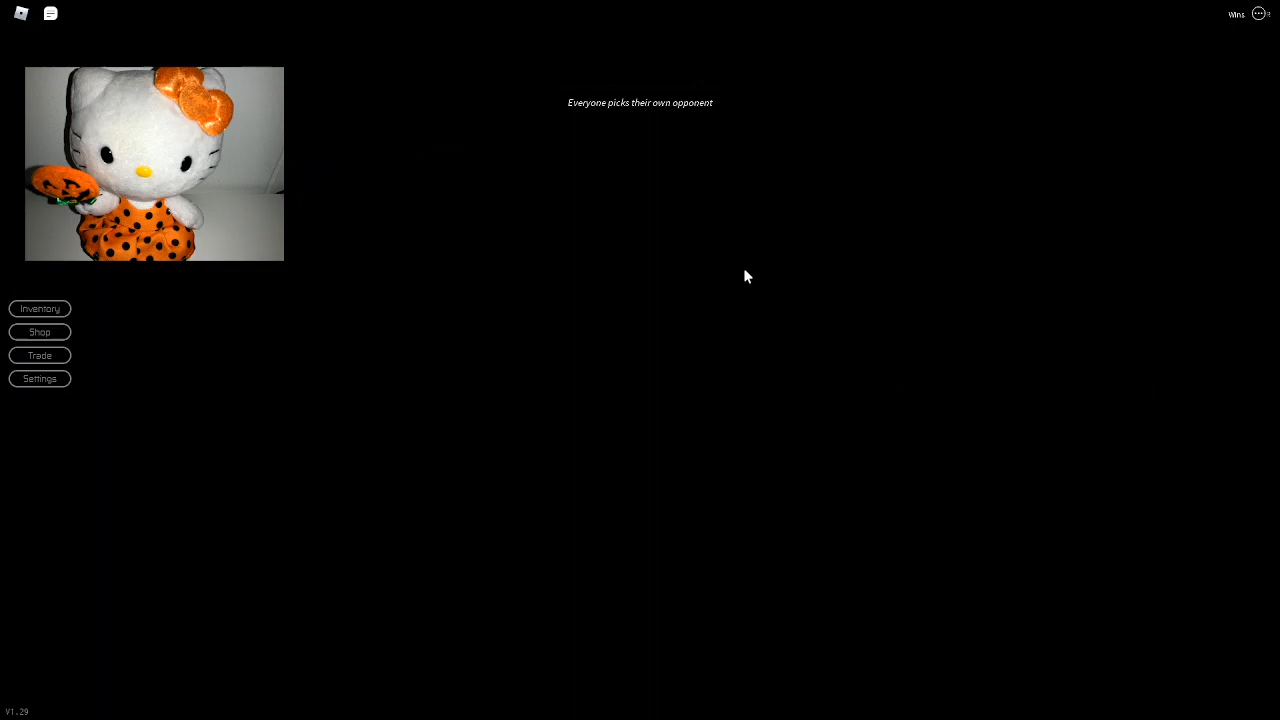 Wins
Everyone picks their own opponent
Inventory
Shop
Trade
Settings
V1.29